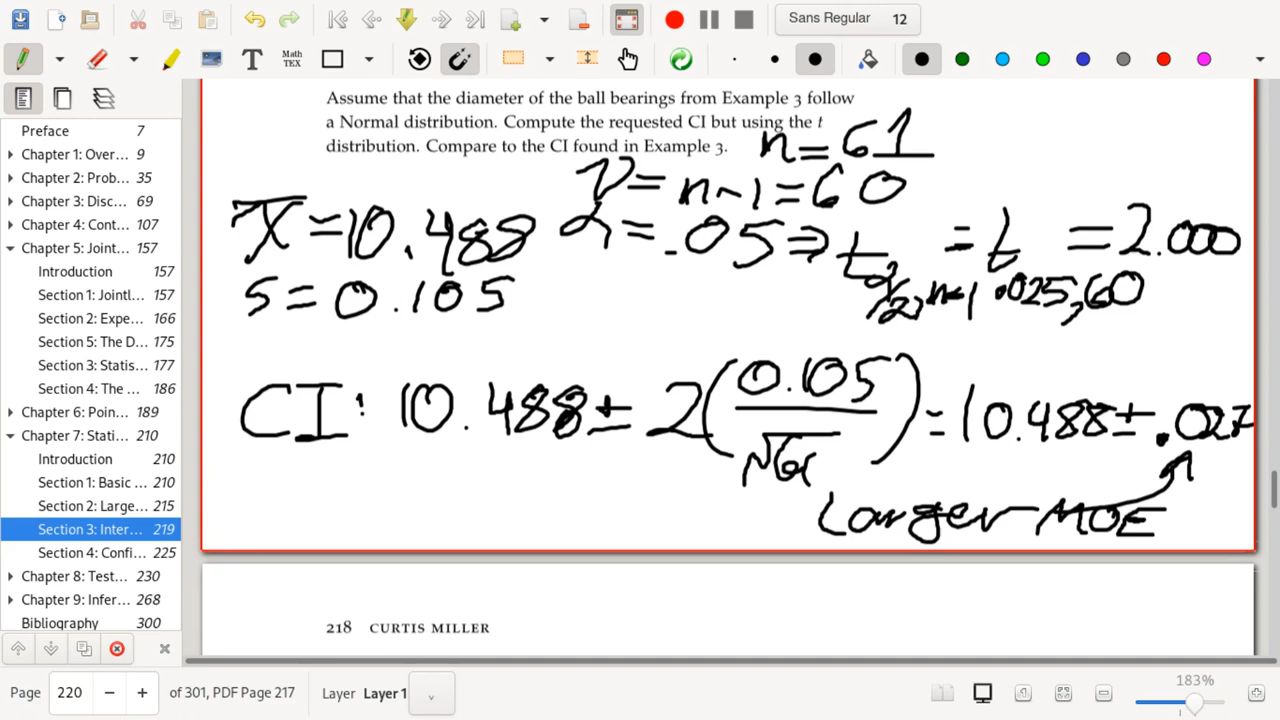 Sans Regular 12
Math
TEX
Preface 7
Chapter 1: Over… 9
Chapter 2: Prob… 35
Chapter 3: Disc… 69
Chapter 4: Cont… 107
Chapter 5: Joint… 157
Introduction 157
Section 1: Jointl… 157
Section 2: Expe… 166
Section 5: The D… 175
Section 3: Statis… 177
Section 4: The … 186
Chapter 6: Poin… 189
Chapter 7: Stati… 210
Introduction 210
Section 1: Basic … 210
Section 2: Large… 215
Section 3: Inter… 219
Section 4: Confi… 225
Chapter 8: Test… 230
Chapter 9: Infer… 268
Bibliography 300
Assume that the diameter of the ball bearings from Example 3 follow
a Normal distribution. Compute the requested CI but using the t
distribution. Compare to the CI found in Example 3.
n=61
ν=n-1=60
x̄=10.488 α=.05⇒t α/2,n-1 =t .025,60 =2.000
s=0.105
CI: 10.488±2(0.105/√61)=10.488±.027
Larger MOE
218 CURTIS MILLER
Page 220 of 301, PDF Page 217 Layer Layer 1 183%